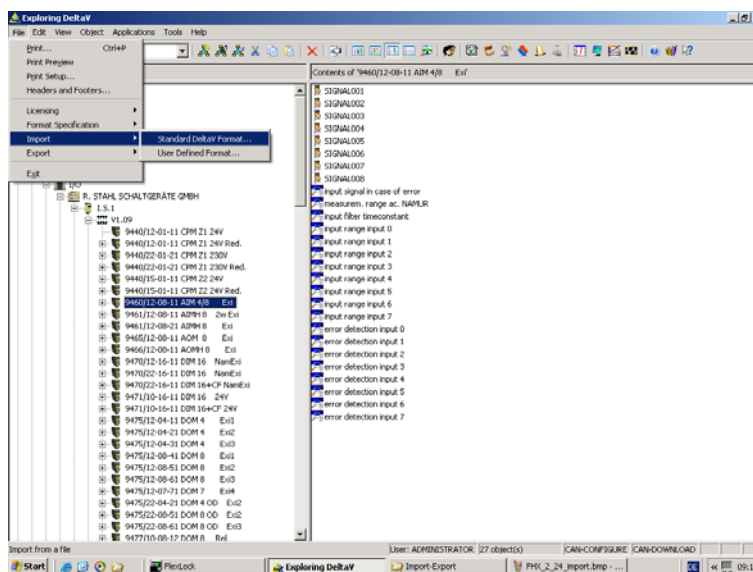 Exploring DeltaV
File Edit View Object Applications Tools Help
Print... Ctrl+P
Print Preview
Print Setup...
Headers and Footers...
Licensing
Format Specification
Import
Export
Exit
Standard DeltaV Format...
User Defined Format...
Contents of '9460/12-08-11 AIM 4/8 Exi'
I/O
R. STAHL SCHALTGERÄTE GMBH
I.S.1
V1.09
9440/12-01-11 CPM Z1 24V
9440/12-01-11 CPM Z1 24V Red.
9440/22-01-21 CPM Z1 230V
9440/22-01-21 CPM Z1 230V Red.
9440/15-01-11 CPM Z2 24V
9440/15-01-11 CPM Z2 24V Red.
9460/12-08-11 AIM 4/8 Exi
9461/12-08-11 AIMH 8 2w Exi
9461/12-08-21 AIMH 8 Exi
9465/12-08-11 AOM 8 Exi
9466/12-08-11 AOMH 8 Exi
9470/12-16-11 DIM 16 NamExi
9470/22-16-11 DIM 16 NamExi
9470/22-16-11 DIM 16+CF NamExi
9471/10-16-11 DIM 16 24V
9471/10-16-11 DIM 16+CF 24V
9475/12-04-11 DOM 4 Exi1
9475/12-04-21 DOM 4 Exi2
9475/12-04-31 DOM 4 Exi3
9475/12-08-41 DOM 8 Exi1
9475/12-08-51 DOM 8 Exi2
9475/12-08-61 DOM 8 Exi3
9475/12-07-71 DOM 7 Exi4
9475/22-04-21 DOM 4 OD Exi2
9475/22-08-51 DOM 8 OD Exi2
9475/22-08-61 DOM 8 OD Exi3
9477/10-08-12 DOM 8 Rel
SIGNAL001
SIGNAL002
SIGNAL003
SIGNAL004
SIGNAL005
SIGNAL006
SIGNAL007
SIGNAL008
input signal in case of error
measurem. range ac. NAMUR
input filter timeconstant
input range input 0
input range input 1
input range input 2
input range input 3
input range input 4
input range input 5
input range input 6
input range input 7
error detection input 0
error detection input 1
error detection input 2
error detection input 3
error detection input 4
error detection input 5
error detection input 6
error detection input 7
Import from a file
User: ADMINISTRATOR 27 object(s) CAN-CONFIGURE CAN-DOWNLOAD
Start FlexLock Exploring DeltaV Import-Export FHX_2_24_import.bmp - ... DE 09: